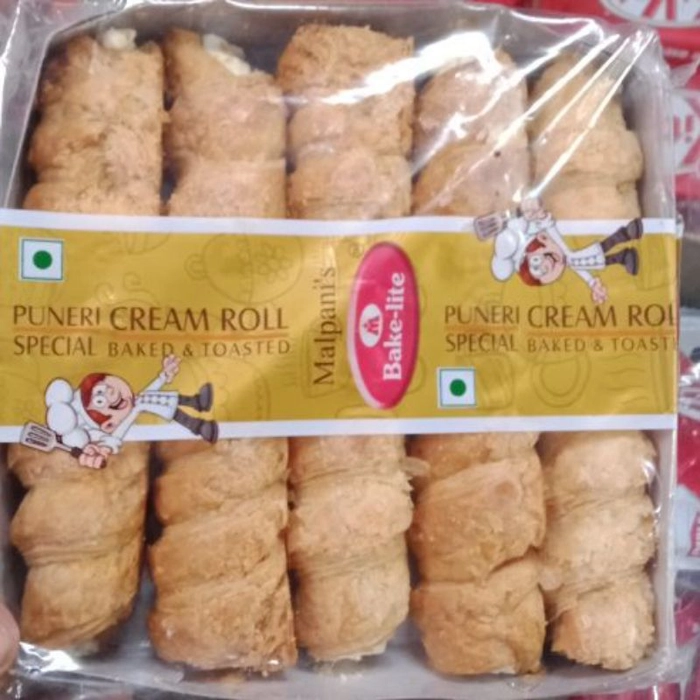 PUNERI CREAM ROLL
SPECIAL BAKED & TOASTED
Malpani's
Bake-lite
PUNERI CREAM ROL
SPECIAL BAKED & TOAST